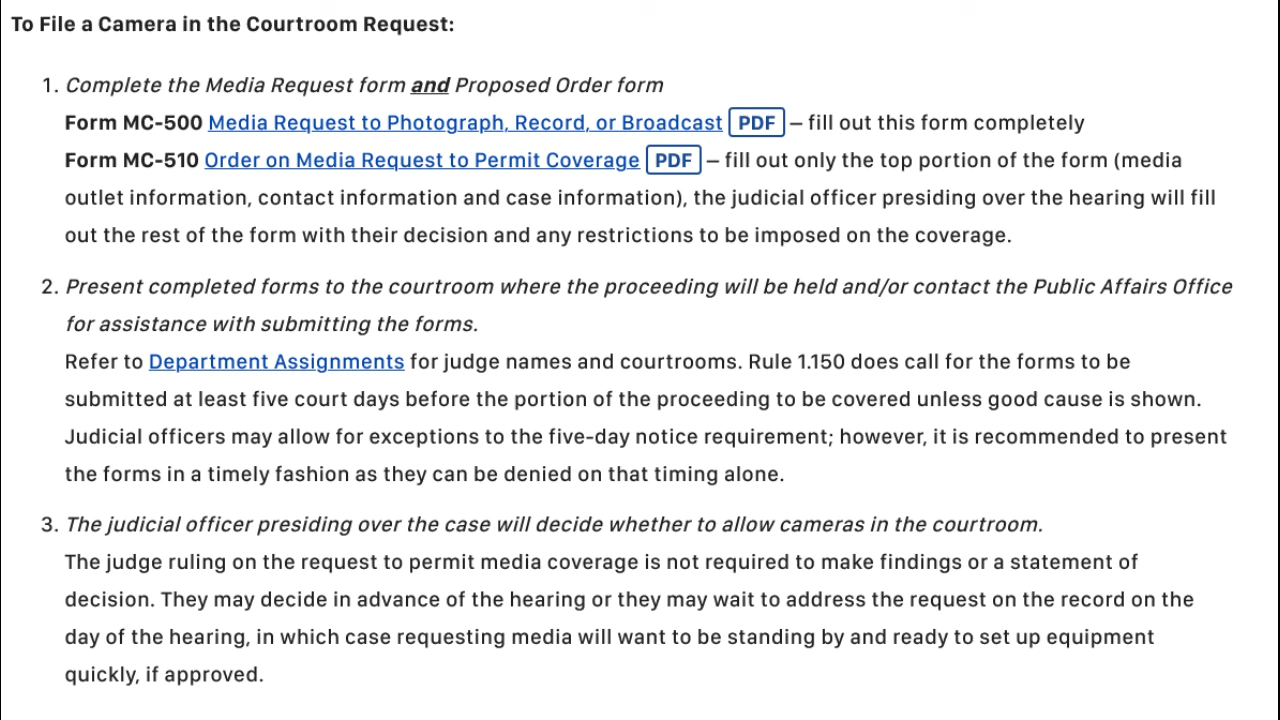 To File a Camera in the Courtroom Request:
1. Complete the Media Request form and Proposed Order form
Form MC-500 Media Request to Photograph, Record, or Broadcast PDF – fill out this form completely
Form MC-510 Order on Media Request to Permit Coverage PDF – fill out only the top portion of the form (media
outlet information, contact information and case information), the judicial officer presiding over the hearing will fill
out the rest of the form with their decision and any restrictions to be imposed on the coverage.
2. Present completed forms to the courtroom where the proceeding will be held and/or contact the Public Affairs Office
for assistance with submitting the forms.
Refer to Department Assignments for judge names and courtrooms. Rule 1.150 does call for the forms to be
submitted at least five court days before the portion of the proceeding to be covered unless good cause is shown.
Judicial officers may allow for exceptions to the five-day notice requirement; however, it is recommended to present
the forms in a timely fashion as they can be denied on that timing alone.
3. The judicial officer presiding over the case will decide whether to allow cameras in the courtroom.
The judge ruling on the request to permit media coverage is not required to make findings or a statement of
decision. They may decide in advance of the hearing or they may wait to address the request on the record on the
day of the hearing, in which case requesting media will want to be standing by and ready to set up equipment
quickly, if approved.